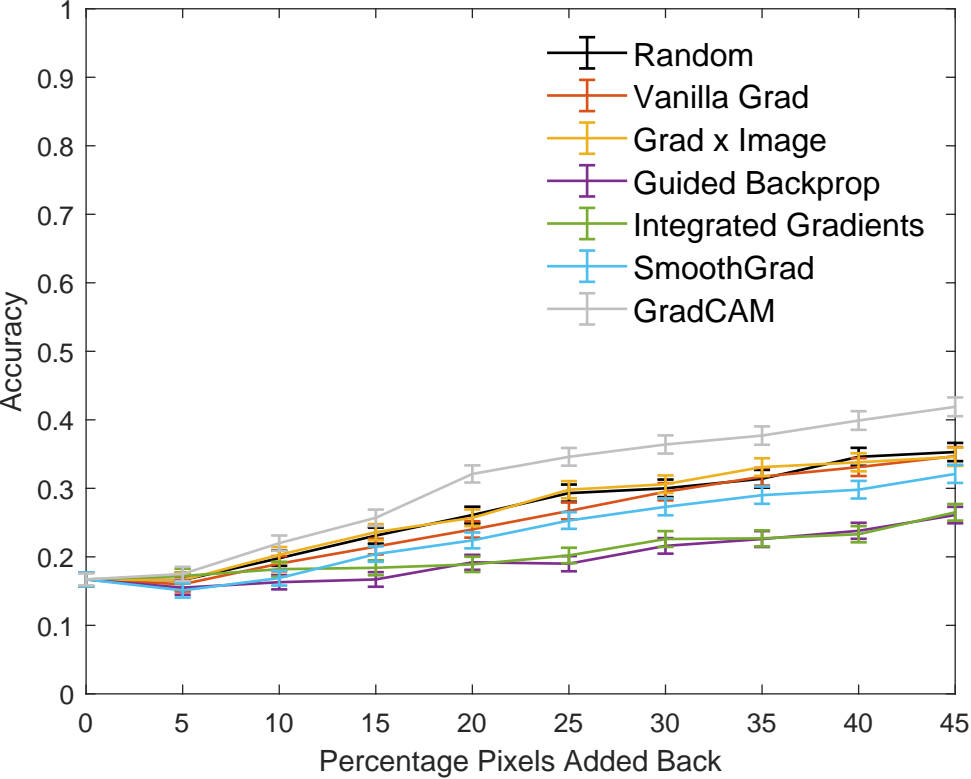 1
0.9
0.8
0.7
0.6
0.5
0.4
0.3
0.2
0.1
0
Accuracy
Random
Vanilla Grad
Grad x Image
Guided Backprop
Integrated Gradients
SmoothGrad
GradCAM
0 5 10 15 20 25 30 35 40 45
Percentage Pixels Added Back